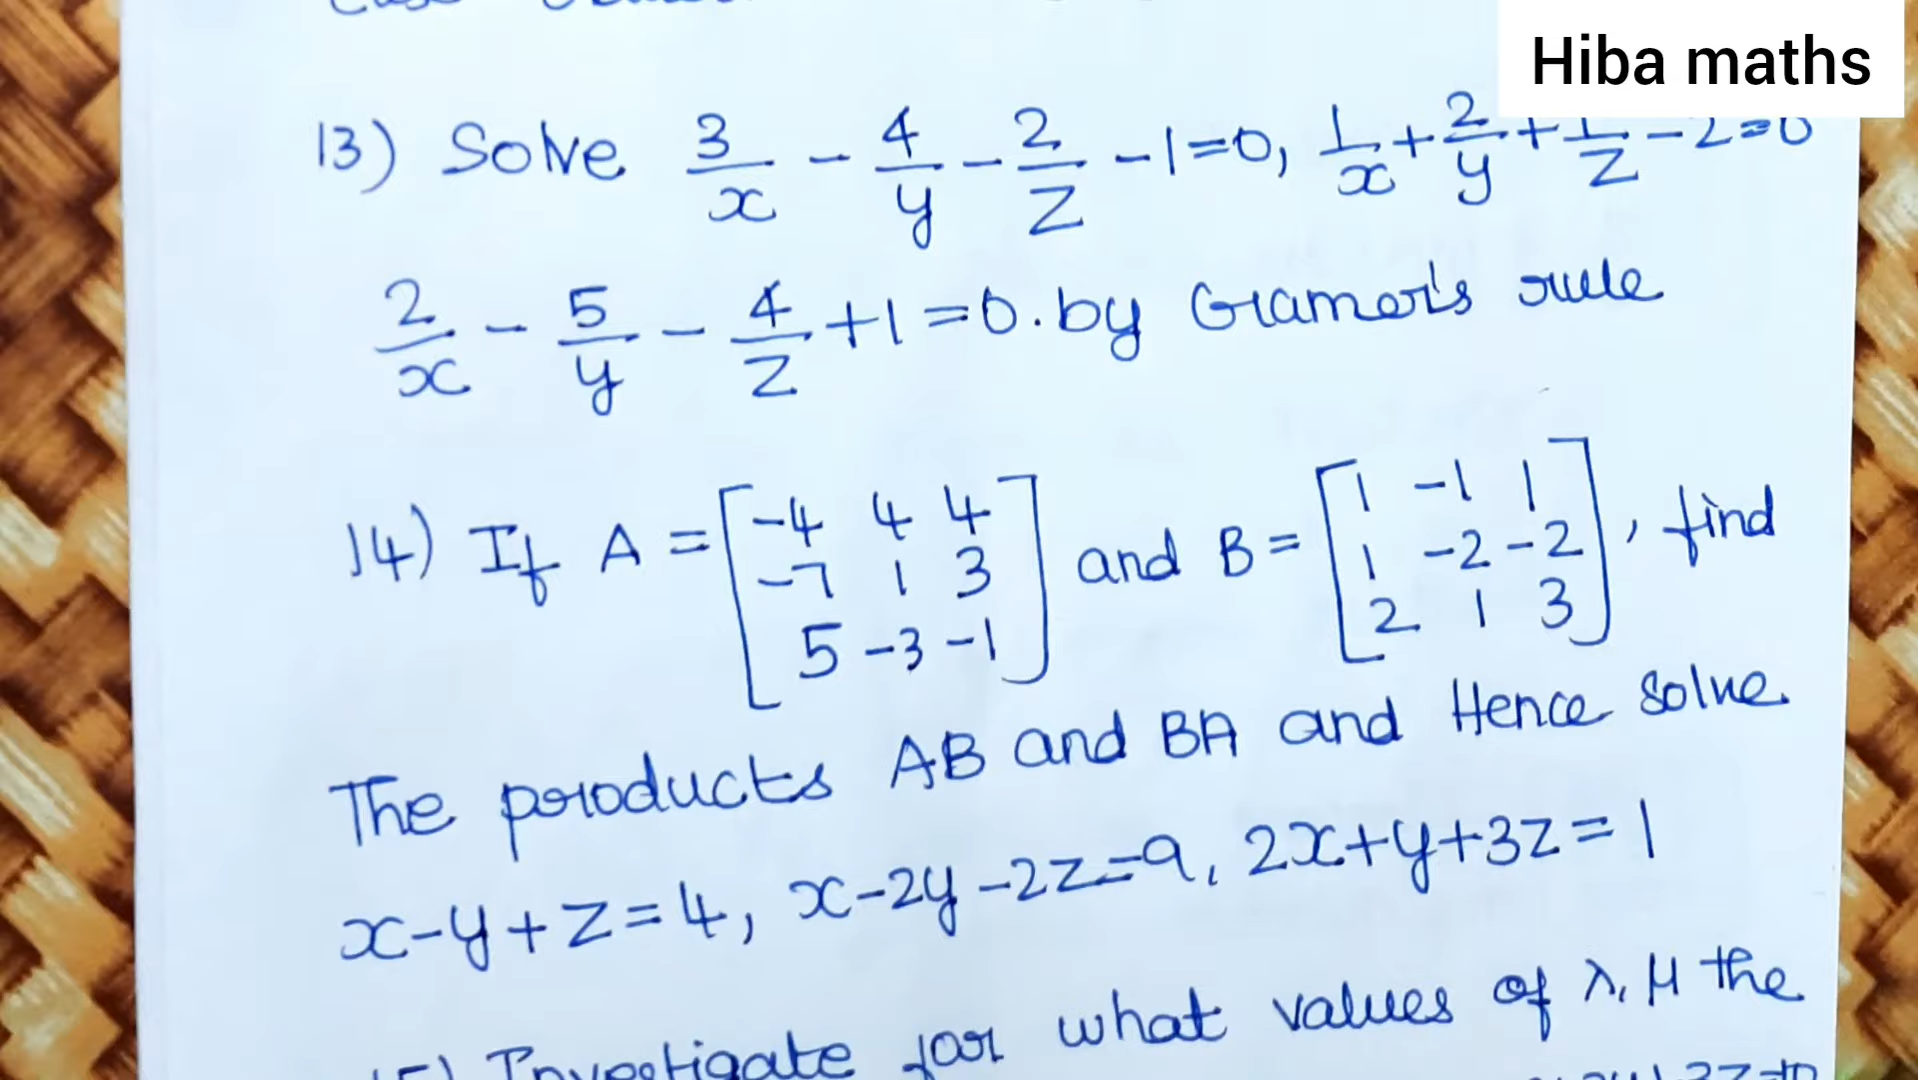 Hiba maths
13) Solve 3/x - 4/y - 2/z - 1 = 0, 1/x + 2/y + 1/z - 2 = 0
2/x - 5/y - 4/z + 1 = 0. by Cramer's rule
14) If A = [-4 4 4; -7 1 3; 5 -3 -1] and B = [1 -1 1; 1 -2 -2; 2 1 3], find
The products AB and BA and Hence solve
x-y+z=4, x-2y-2z=9, 2x+y+3z=1
15) Investigate for what values of λ, μ the